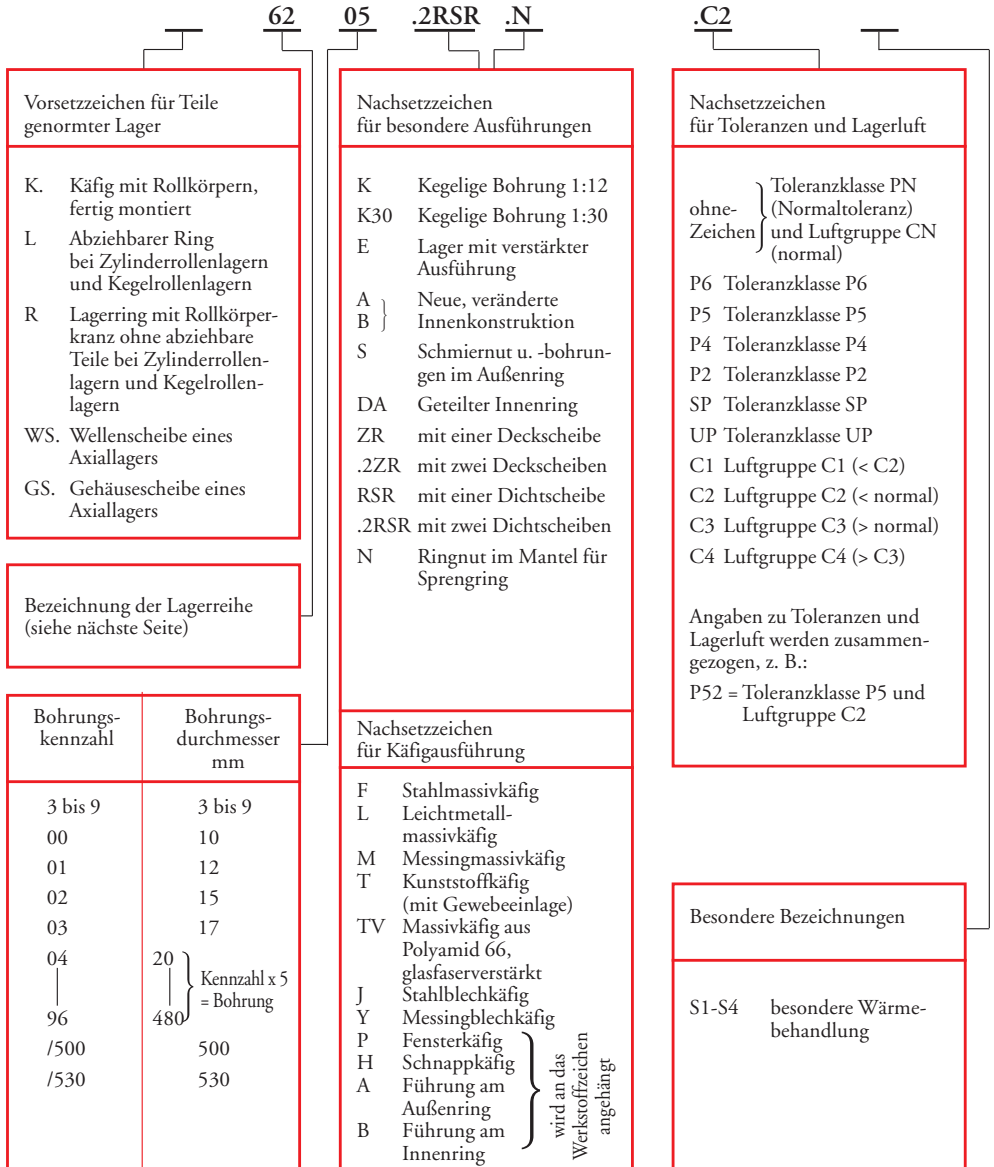 62 05 .2RSR .N .C2
Vorsetzzeichen für Teile
genormter Lager
K. Käfig mit Rollkörpern,
fertig montiert
L Abziehbarer Ring
bei Zylinderrollenlagern
und Kegelrollenlagern
R Lagerring mit Rollkörper-
kranz ohne abziehbare
Teile bei Zylinderrollen-
lagern und Kegelrollen-
lagern
WS. Wellenscheibe eines
Axiallagers
GS. Gehäusescheibe eines
Axiallagers
Bezeichnung der Lagerreihe
(siehe nächste Seite)
Bohrungs- Bohrungs-
kennzahl durchmesser
mm
3 bis 9 3 bis 9
00 10
01 12
02 15
03 17
04 20
Kennzahl x 5
= Bohrung
96 480
/500 500
/530 530
Nachsetzzeichen
für besondere Ausführungen
K Kegelige Bohrung 1:12
K30 Kegelige Bohrung 1:30
E Lager mit verstärkter
Ausführung
A Neue, veränderte
B Innenkonstruktion
S Schmiernut u. -bohrun-
gen im Außenring
DA Geteilter Innenring
ZR mit einer Deckscheibe
.2ZR mit zwei Deckscheiben
RSR mit einer Dichtscheibe
.2RSR mit zwei Dichtscheiben
N Ringnut im Mantel für
Sprengring
Nachsetzzeichen
für Käfigausführung
F Stahlmassivkäfig
L Leichtmetall-
massivkäfig
M Messingmassivkäfig
T Kunststoffkäfig
(mit Gewebeeinlage)
TV Massivkäfig aus
Polyamid 66,
glasfaserverstärkt
J Stahlblechkäfig
Y Messingblechkäfig
P Fensterkäfig
H Schnappkäfig
A Führung am
Außenring
B Führung am
Innenring
wird an das
Werkstoffzeichen
angehängt
Nachsetzzeichen
für Toleranzen und Lagerluft
Toleranzklasse PN
ohne- (Normaltoleranz)
Zeichen und Luftgruppe CN
(normal)
P6 Toleranzklasse P6
P5 Toleranzklasse P5
P4 Toleranzklasse P4
P2 Toleranzklasse P2
SP Toleranzklasse SP
UP Toleranzklasse UP
C1 Luftgruppe C1 (< C2)
C2 Luftgruppe C2 (< normal)
C3 Luftgruppe C3 (> normal)
C4 Luftgruppe C4 (> C3)
Angaben zu Toleranzen und
Lagerluft werden zusammen-
gezogen, z. B.:
P52 = Toleranzklasse P5 und
Luftgruppe C2
Besondere Bezeichnungen
S1-S4 besondere Wärme-
behandlung